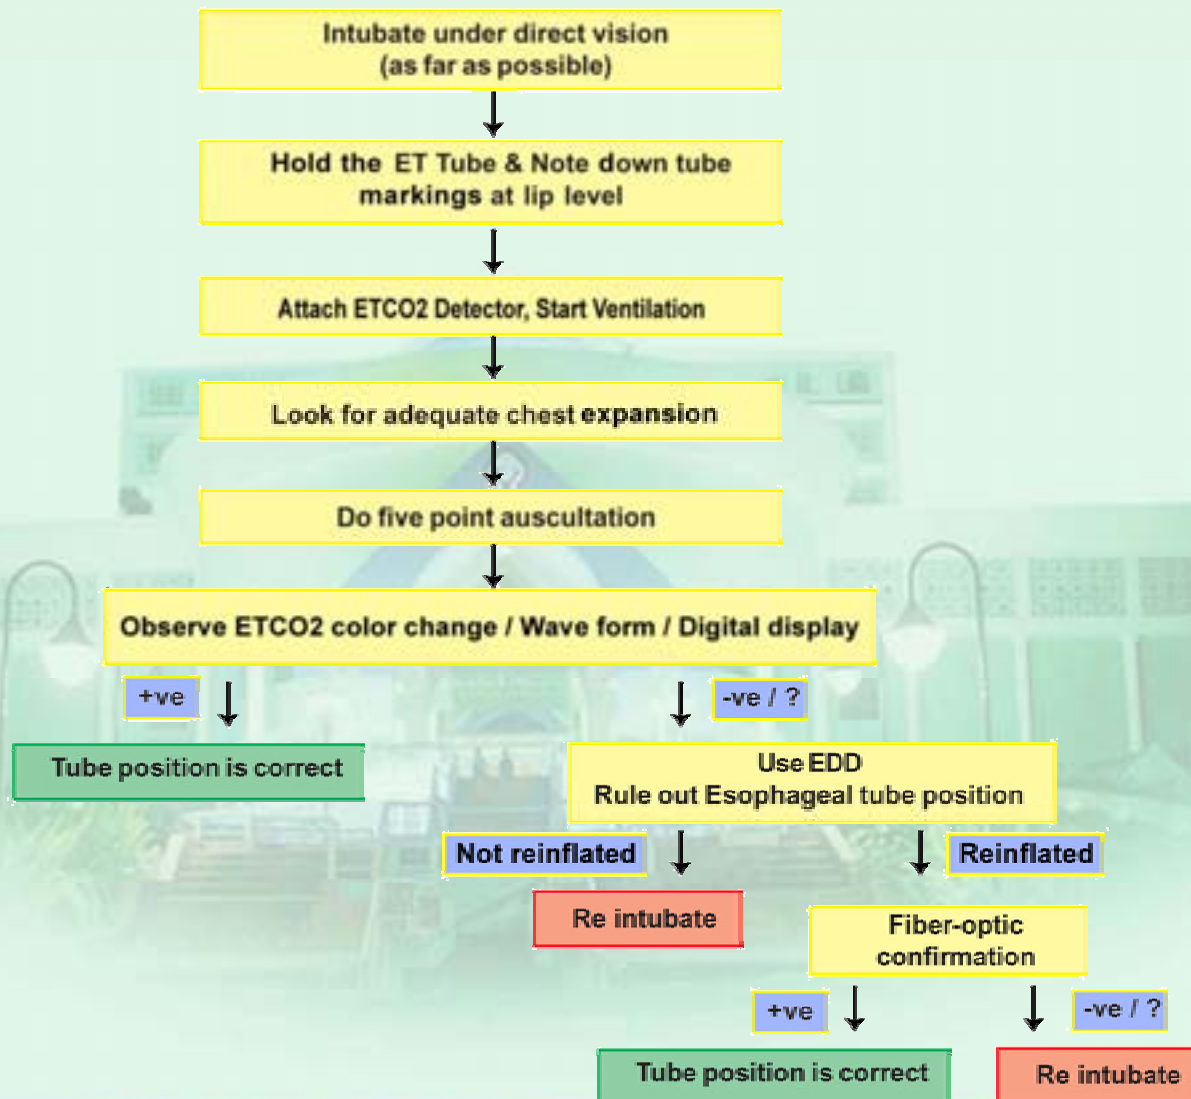 Intubate under direct vision
(as far as possible)
Hold the ET Tube & Note down tube
markings at lip level
Attach ETCO2 Detector, Start Ventilation
Look for adequate chest expansion
Do five point auscultation
Observe ETCO2 color change / Wave form / Digital display
+ve
-ve / ?
Tube position is correct
Use EDD
Rule out Esophageal tube position
Not reinflated
Reinflated
Re intubate
Fiber-optic
confirmation
+ve
-ve / ?
Tube position is correct
Re intubate